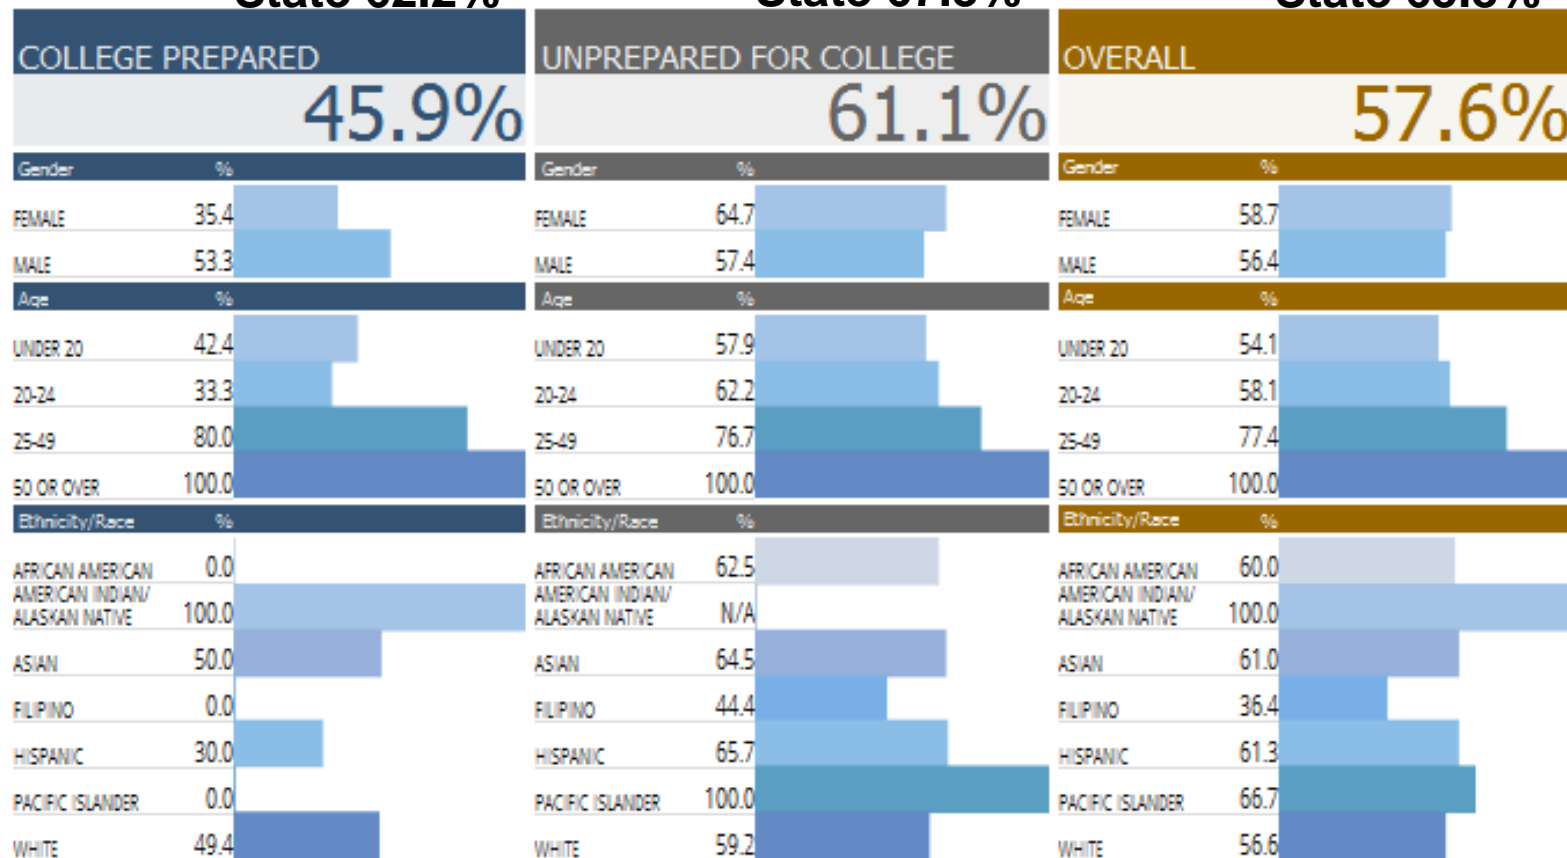 COLLEGE PREPARED
45.9%
Gender %
FEMALE 35.4
MALE 53.3
Age %
UNDER 20 42.4
20-24 33.3
25-49 80.0
50 OR OVER 100.0
Ethnicity/Race %
AFRICAN AMERICAN 0.0
AMERICAN INDIAN/
ALASKAN NATIVE 100.0
ASIAN 50.0
FILIPINO 0.0
HISPANIC 30.0
PACIFIC ISLANDER 0.0
WHITE 49.4
UNPREPARED FOR COLLEGE
61.1%
Gender %
FEMALE 64.7
MALE 57.4
Age %
UNDER 20 57.9
20-24 62.2
25-49 76.7
50 OR OVER 100.0
Ethnicity/Race %
AFRICAN AMERICAN 62.5
AMERICAN INDIAN/
ALASKAN NATIVE N/A
ASIAN 64.5
FILIPINO 44.4
HISPANIC 65.7
PACIFIC ISLANDER 100.0
WHITE 59.2
OVERALL
57.6%
Gender %
FEMALE 58.7
MALE 56.4
Age %
UNDER 20 54.1
20-24 58.1
25-49 77.4
50 OR OVER 100.0
Ethnicity/Race %
AFRICAN AMERICAN 60.0
AMERICAN INDIAN/
ALASKAN NATIVE 100.0
ASIAN 61.0
FILIPINO 36.4
HISPANIC 61.3
PACIFIC ISLANDER 66.7
WHITE 56.6